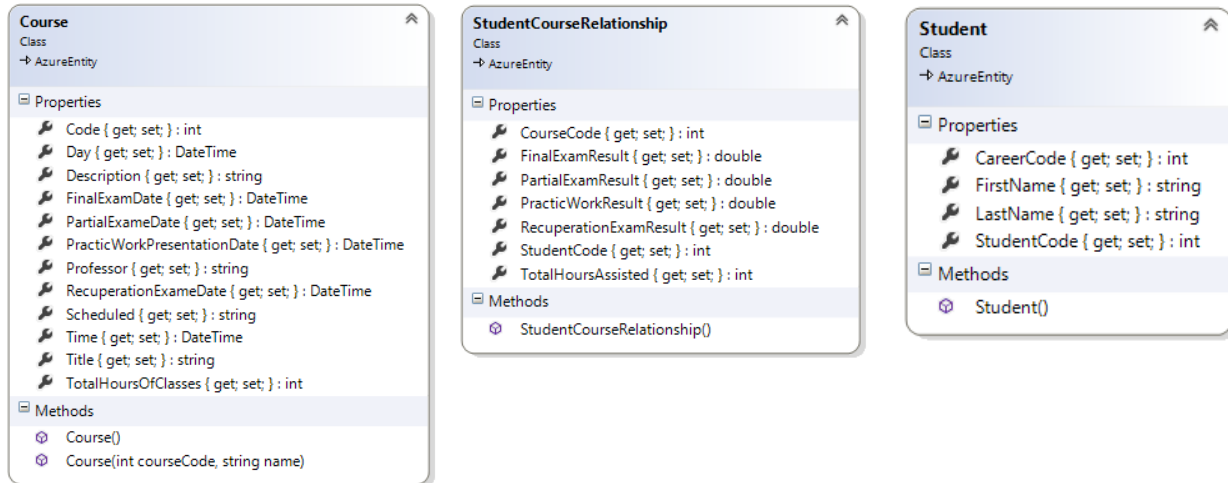 Course
Class
AzureEntity
Properties
Code { get; set; } : int
Day { get; set; } : DateTime
Description { get; set; } : string
FinalExamDate { get; set; } : DateTime
PartialExameDate { get; set; } : DateTime
PracticWorkPresentationDate { get; set; } : DateTime
Professor { get; set; } : string
RecuperationExameDate { get; set; } : DateTime
Scheduled { get; set; } : string
Time { get; set; } : DateTime
Title { get; set; } : string
TotalHoursOfClasses { get; set; } : int
Methods
Course()
Course(int courseCode, string name)
StudentCourseRelationship
Class
AzureEntity
Properties
CourseCode { get; set; } : int
FinalExamResult { get; set; } : double
PartialExamResult { get; set; } : double
PracticWorkResult { get; set; } : double
RecuperationExamResult { get; set; } : double
StudentCode { get; set; } : int
TotalHoursAssisted { get; set; } : int
Methods
StudentCourseRelationship()
Student
Class
AzureEntity
Properties
CareerCode { get; set; } : int
FirstName { get; set; } : string
LastName { get; set; } : string
StudentCode { get; set; } : int
Methods
Student()